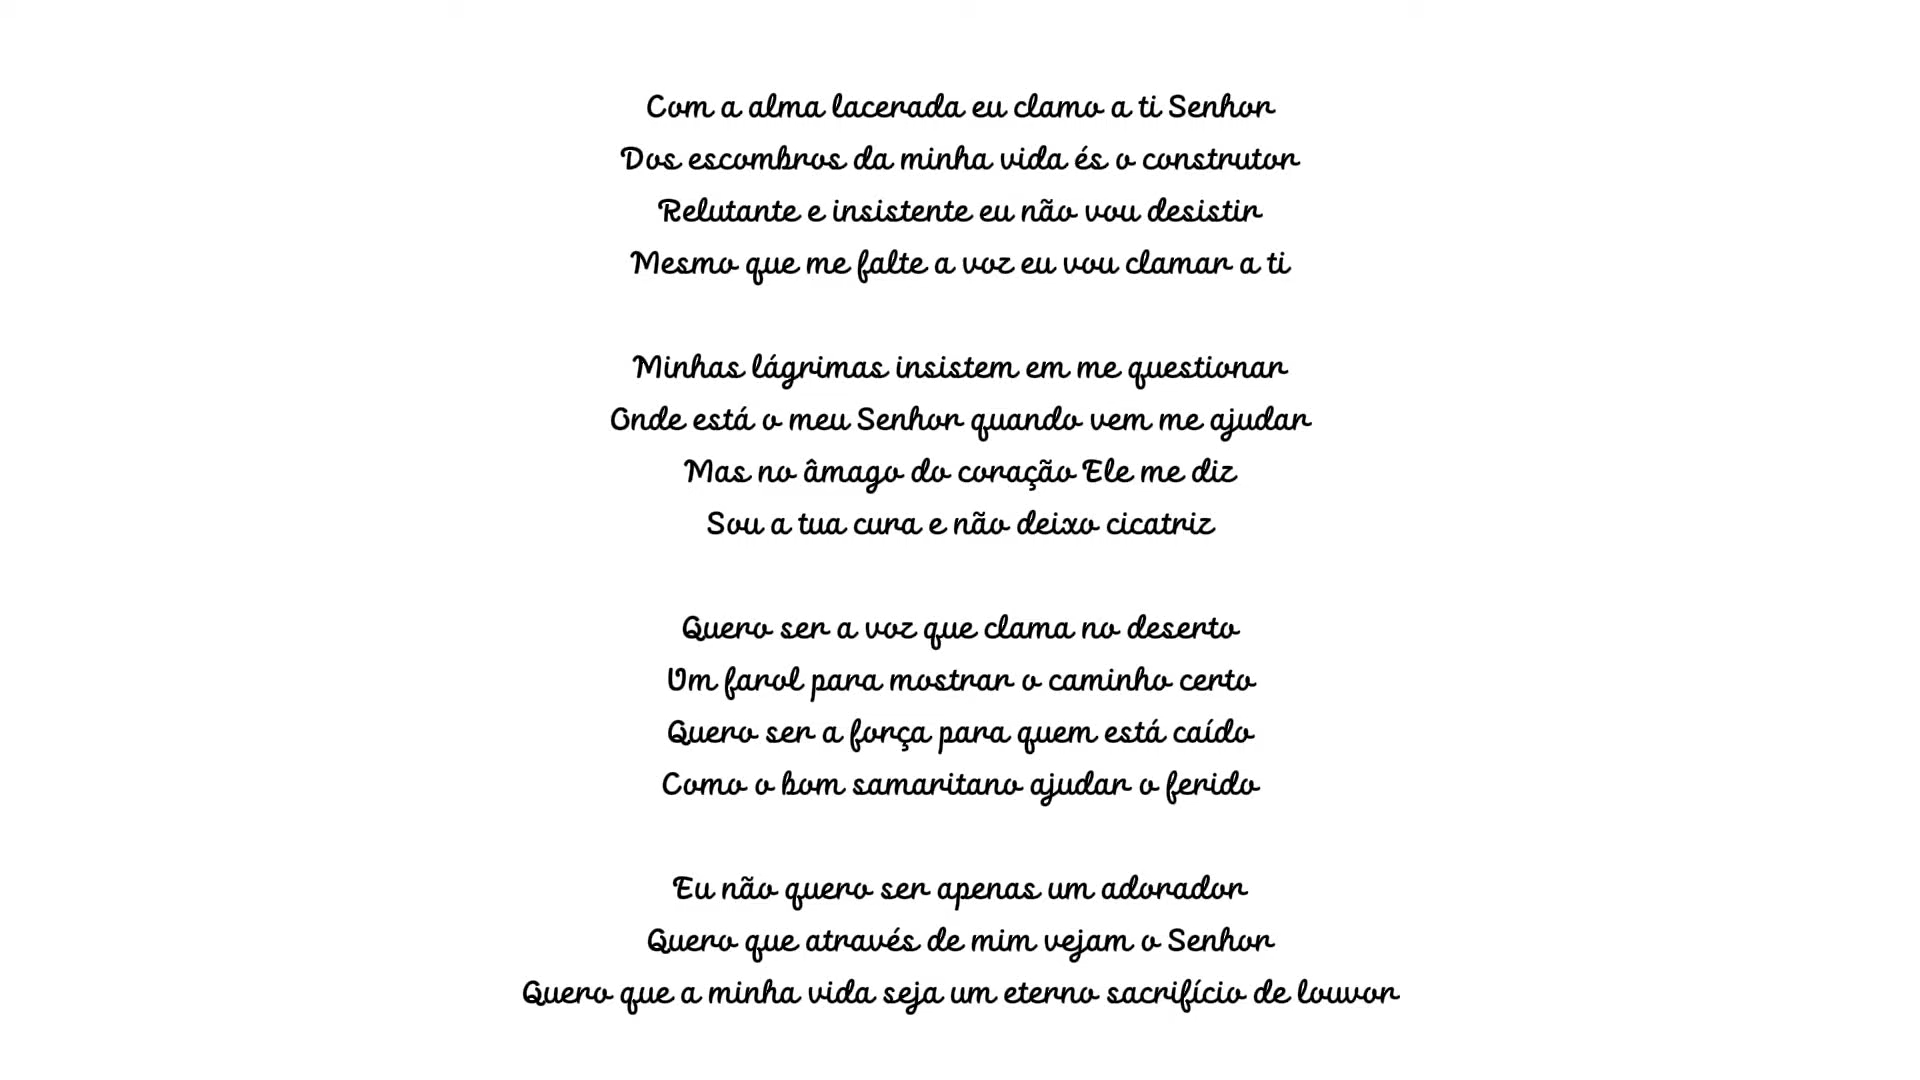 Com a alma lacerada eu clamo a ti Senhor
Dos escombros da minha vida és o construtor
Relutante e insistente eu não vou desistir
Mesmo que me falte a voz eu vou clamar a ti
Minhas lágrimas insistem em me questionar
Onde está o meu Senhor quando vem me ajudar
Mas no âmago do coração Ele me diz
Sou a tua cura e não deixo cicatriz
Quero ser a voz que clama no deserto
Um farol para mostrar o caminho certo
Quero ser a força para quem está caído
Como o bom samaritano ajudar o ferido
Eu não quero ser apenas um adorador
Quero que através de mim vejam o Senhor
Quero que a minha vida seja um eterno sacrifício de louvor